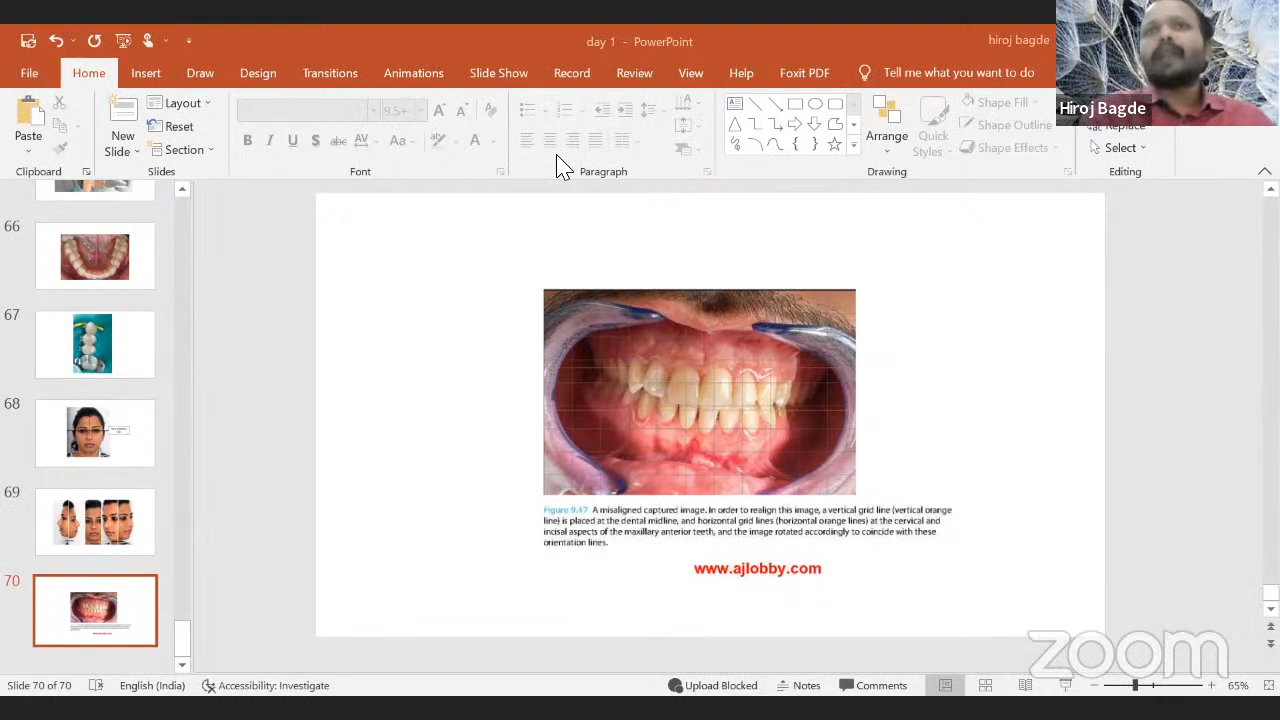 day 1 - PowerPoint
hiroj bagde
File Home Insert Draw Design Transitions Animations Slide Show Record Review View Help Foxit PDF Tell me what you want to do
Hiroj Bagde
Paste
New Slide
Layout
Reset
Section
9.5+
B I U S abc AV Aa A
Arrange
Quick Styles
Shape Fill
Shape Outline
Shape Effects
Replace
Select
Clipboard Slides Font Paragraph Drawing Editing
66
67
68
69
70
Figure 9.47 A misaligned captured image. In order to realign this image, a vertical grid line (vertical orange
line) is placed at the dental midline, and horizontal grid lines (horizontal orange lines) at the cervical and
incisal aspects of the maxillary anterior teeth, and the image rotated accordingly to coincide with these
orientation lines.
www.ajlobby.com
zoom
Slide 70 of 70 English (India) Accessibility: Investigate Upload Blocked Notes Comments 65%